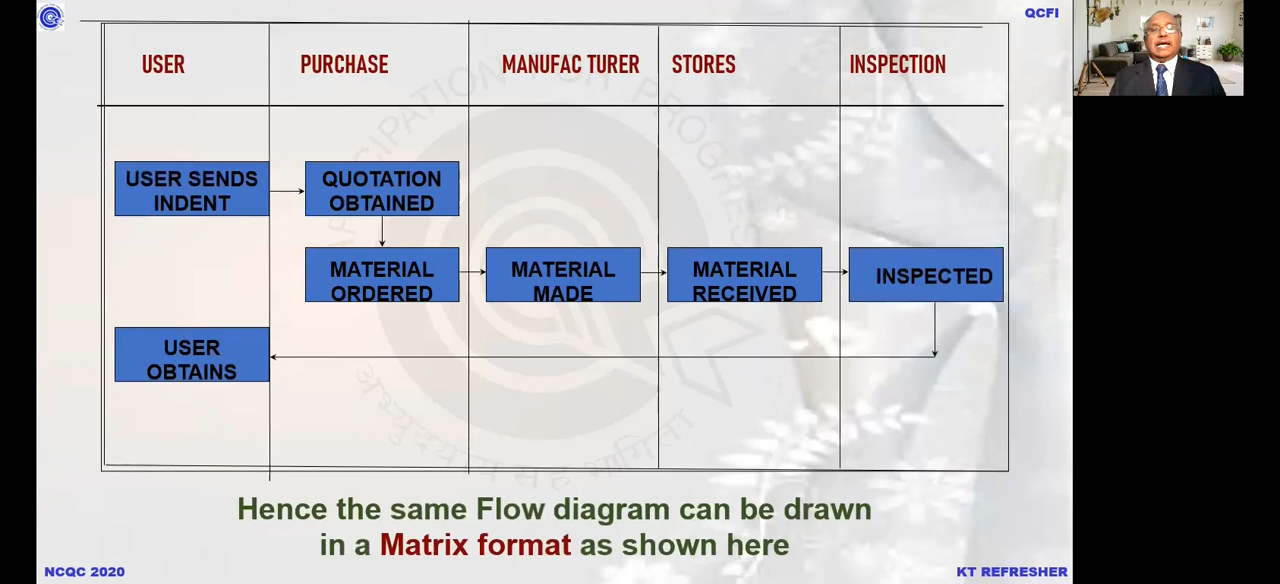 QCFI
USER
PURCHASE
MANUFAC TURER
STORES
INSPECTION
USER SENDS
INDENT
QUOTATION
OBTAINED
MATERIAL
ORDERED
MATERIAL
MADE
MATERIAL
RECEIVED
INSPECTED
USER
OBTAINS
Hence the same Flow diagram can be drawn
in a Matrix format as shown here
NCQC 2020
KT REFRESHER